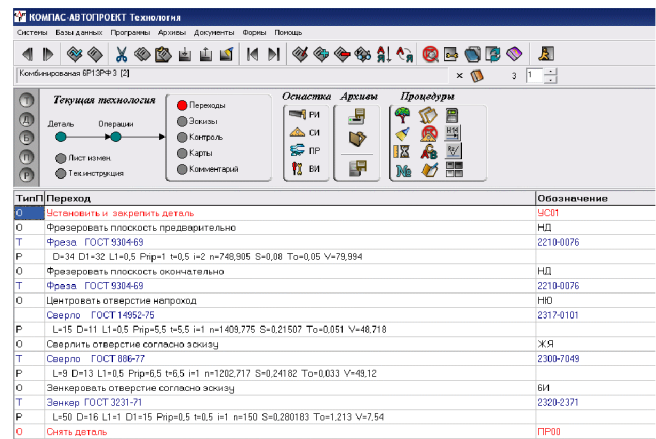 КОМПАС-АВТОПРОЕКТ Технология
Системы Базы данных Программы Архивы Документы Формы Помощь
Комбинированая 6Р13РФ3 [2] 3 1
Текущая технология
Деталь Операции
Лист измен.
Тех.инструкция
Переходы
Эскизы
Контроль
Карты
Комментарий
Оснастка Архивы Процедуры
РИ
СИ
ПР
ВИ
Т
Д
Б
П
Р
ТипП Переход Обозначение
О Установить и закрепить деталь УС01
О Фрезеровать плоскость предварительно НД
Т Фреза ГОСТ 9304-69 2210-0076
Р D=34 D1=32 L1=0,5 Prip=1 t=0,5 i=2 n=748,905 S=0,08 To=0,05 V=79,994
О Фрезеровать плоскость окончательно НД
Т Фреза ГОСТ 9304-69 2210-0076
О Центровать отверстие напроход НЮ
Сверло ГОСТ 14952-75 2317-0101
Р L=15 D=11 L1=0,5 Prip=5,5 t=5,5 i=1 n=1409,775 S=0,21507 To=0,051 V=48,718
О Сверлить отверстие согласно эскизу ЖЯ
Т Сверло ГОСТ 886-77 2300-7049
Р L=9 D=13 L1=0,5 Prip=6,5 t=6,5 i=1 n=1202,717 S=0,24182 To=0,033 V=49,12
О Зенкеровать отверстие согласно эскизу 6И
Т Зенкер ГОСТ 3231-71 2320-2371
Р L=50 D=16 L1=1 D1=15 Prip=0,5 t=0,5 i=1 n=150 S=0,280183 To=1,213 V=7,54
О Снять деталь ПР00